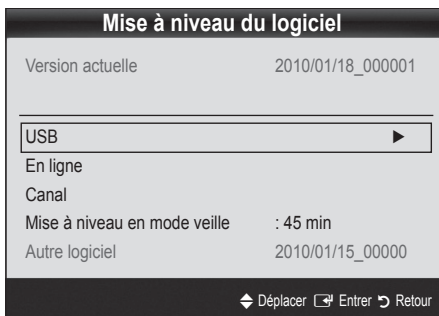 Mise à niveau du logiciel
Version actuelle 2010/01/18_000001
USB ►
En ligne
Canal
Mise à niveau en mode veille : 45 min
Autre logiciel 2010/01/15_00000
Déplacer Entrer Retour